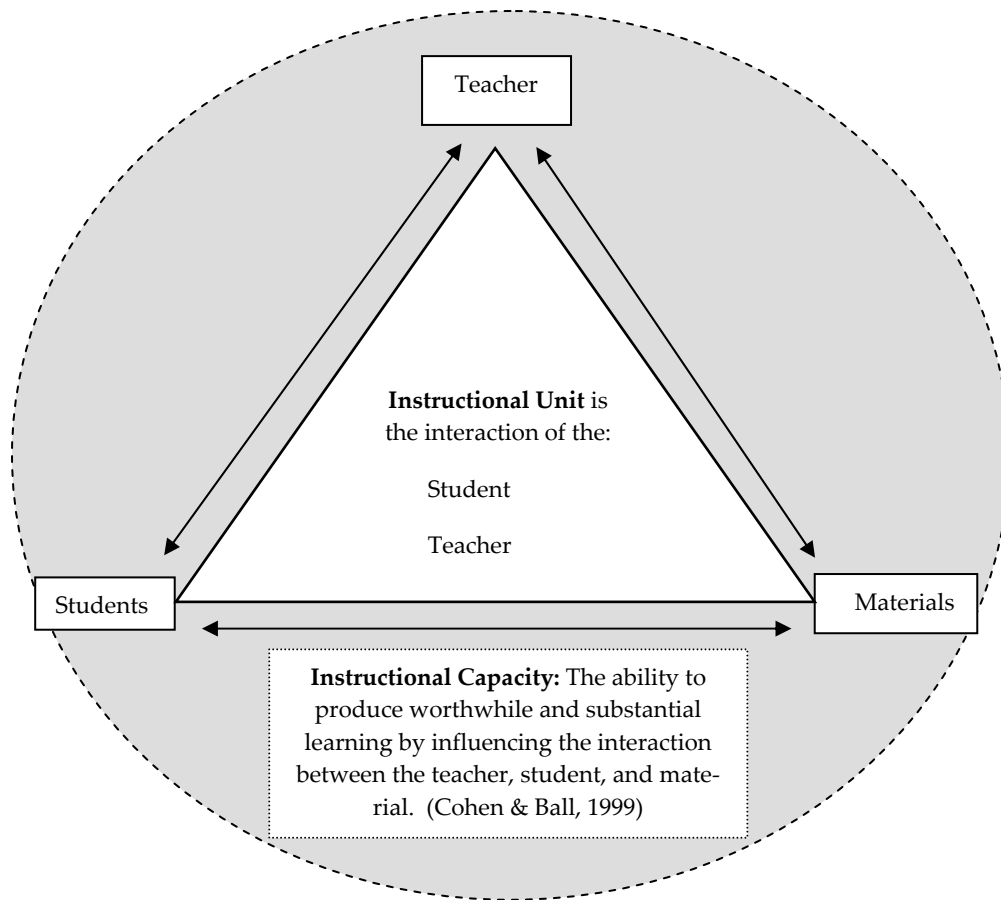 Teacher
Instructional Unit is
the interaction of the:
Student
Teacher
Students
Materials
Instructional Capacity: The ability to
produce worthwhile and substantial
learning by influencing the interaction
between the teacher, student, and mate-
rial. (Cohen & Ball, 1999)